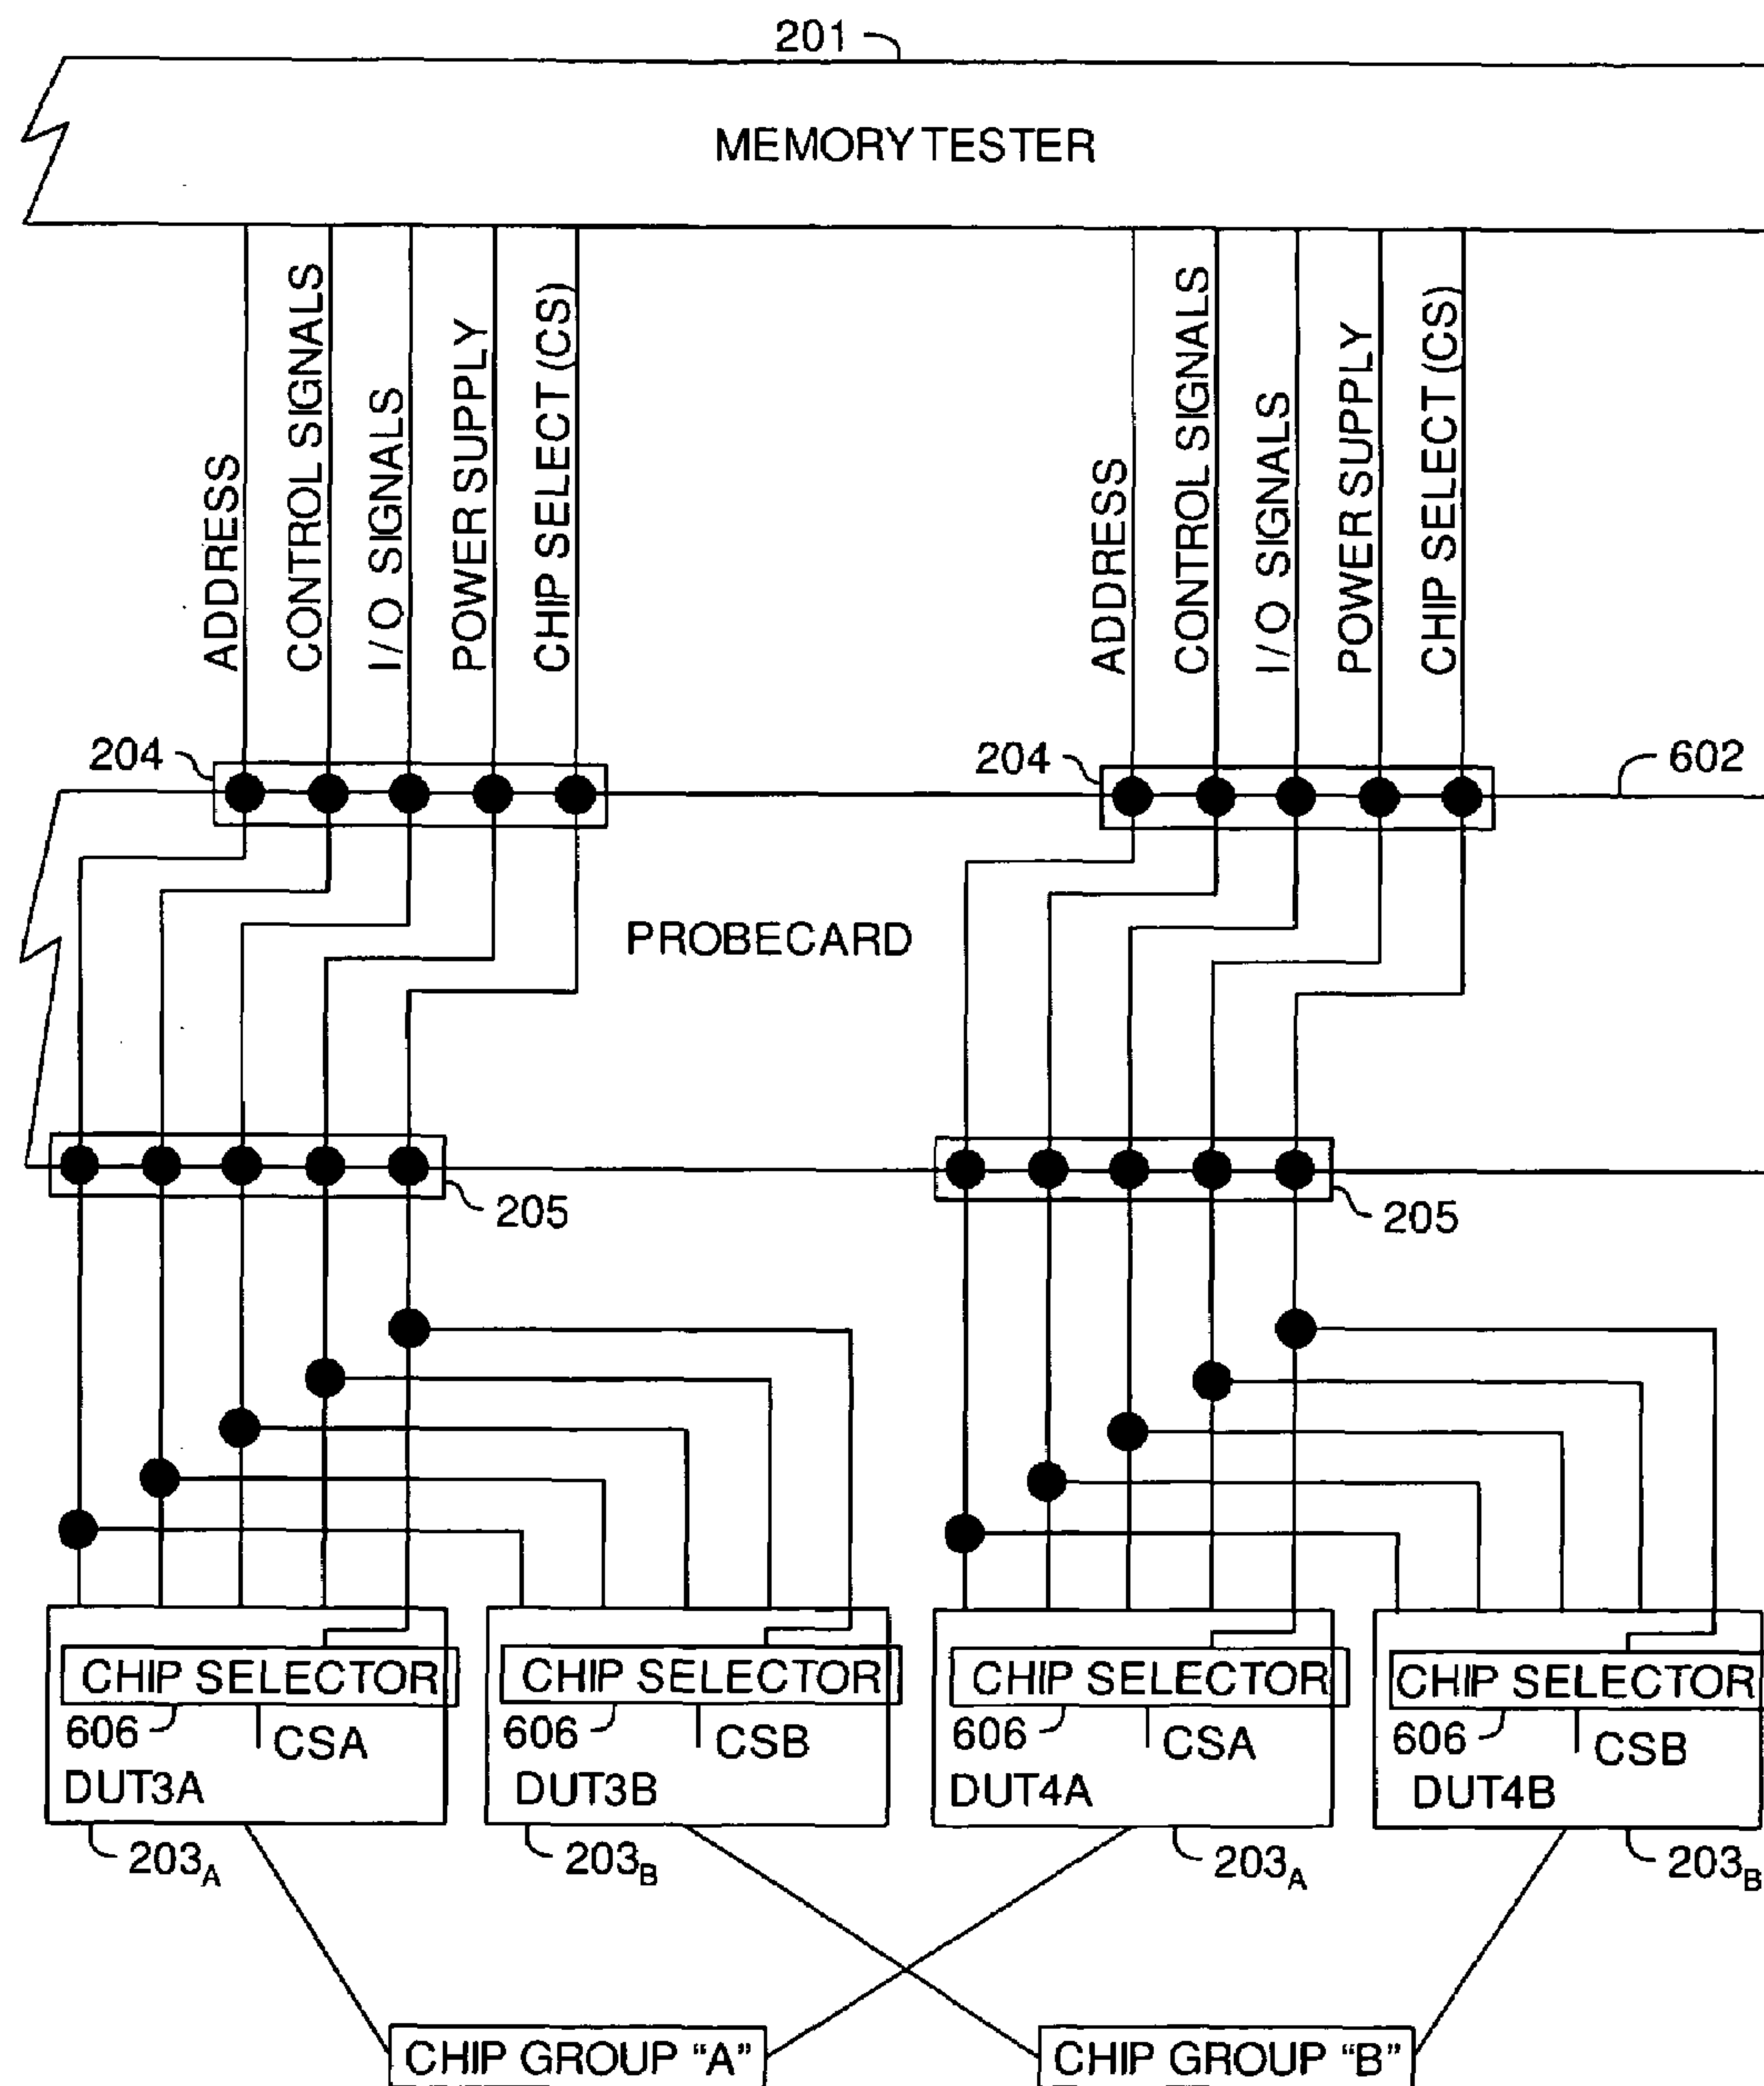 201
MEMORY TESTER
ADDRESS
CONTROL SIGNALS
I/O SIGNALS
POWER SUPPLY
CHIP SELECT (CS)
ADDRESS
CONTROL SIGNALS
I/O SIGNALS
POWER SUPPLY
CHIP SELECT (CS)
204
204
602
PROBECARD
205
205
CHIP SELECTOR
606
CSA
DUT3A
CHIP SELECTOR
606
CSB
DUT3B
CHIP SELECTOR
606
CSA
DUT4A
CHIP SELECTOR
606
CSB
DUT4B
203A
203B
203A
203B
CHIP GROUP “A”
CHIP GROUP “B”